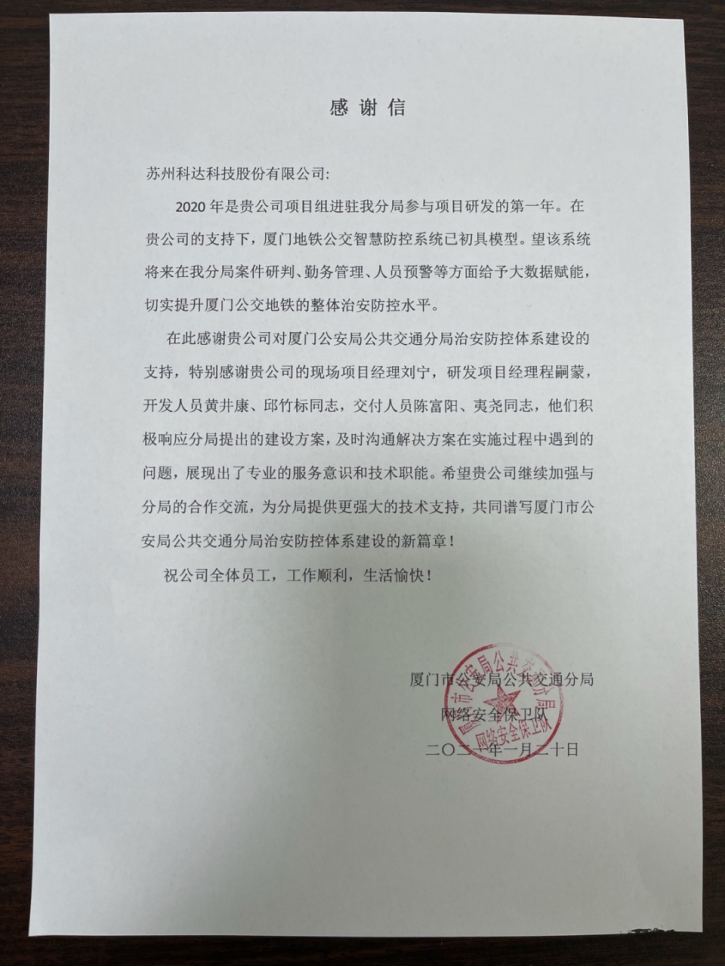 感谢信
苏州科达科技股份有限公司:
2020 年是贵公司项目组进驻我分局参与项目研发的第一年。在
贵公司的支持下，厦门地铁公交智慧防控系统已初具模型。望该系统
将来在我分局案件研判、勤务管理、人员预警等方面给予大数据赋能，
切实提升厦门公交地铁的整体治安防控水平。
在此感谢贵公司对厦门公安局公共交通分局治安防控体系建设的
支持，特别感谢贵公司的现场项目经理刘宁，研发项目经理程嗣蒙，
开发人员黄井康、邱竹标同志，交付人员陈富阳、夷尧同志，他们积
极响应分局提出的建设方案，及时沟通解决方案在实施过程中遇到的
问题，展现出了专业的服务意识和技术职能。希望贵公司继续加强与
分局的合作交流，为分局提供更强大的技术支持，共同谱写厦门市公
安局公共交通分局治安防控体系建设的新篇章！
祝公司全体员工，工作顺利，生活愉快！
厦门市公安局公共交通分局
网络安全保卫队
二〇二一年一月二十日
厦门市公安局公共交通分局
网络安全保卫队